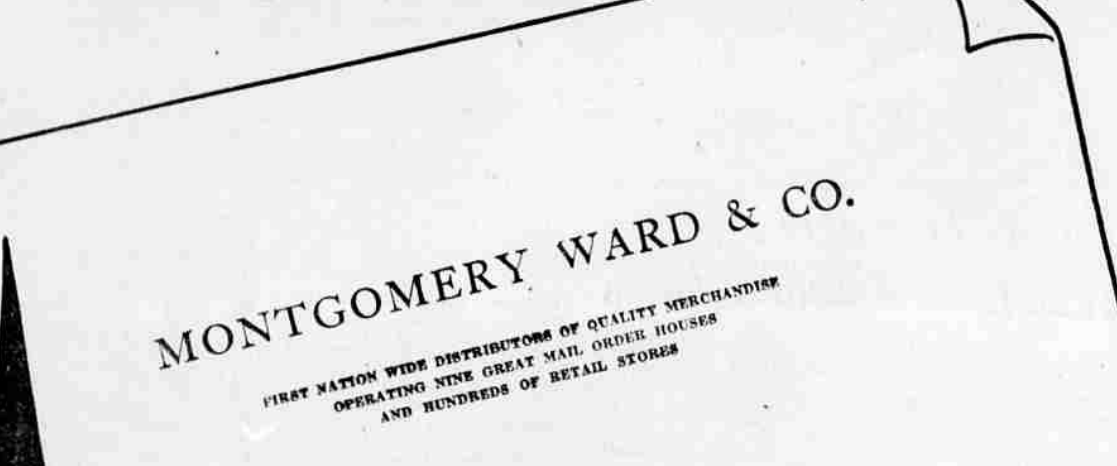 MONTGOMERY WARD & CO.
FIRST NATION WIDE DISTRIBUTORS OF QUALITY MERCHANDISE
OPERATING NINE GREAT MAIL ORDER HOUSES
AND HUNDREDS OF RETAIL STORES